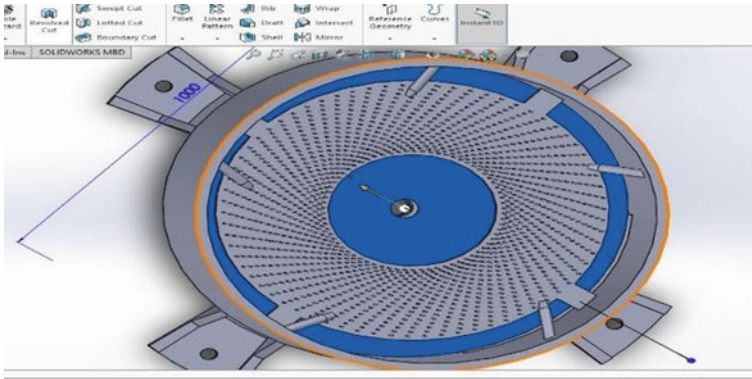 Swept Cut
Rib
Wrap
Revolved
Cut
Lofted Cut
Fillet
Linear
Pattern
Draft
Intersect
Reference
Geometry
Curves
Instant3D
Boundary Cut
Shell
Mirror
SOLIDWORKS MBD
1000